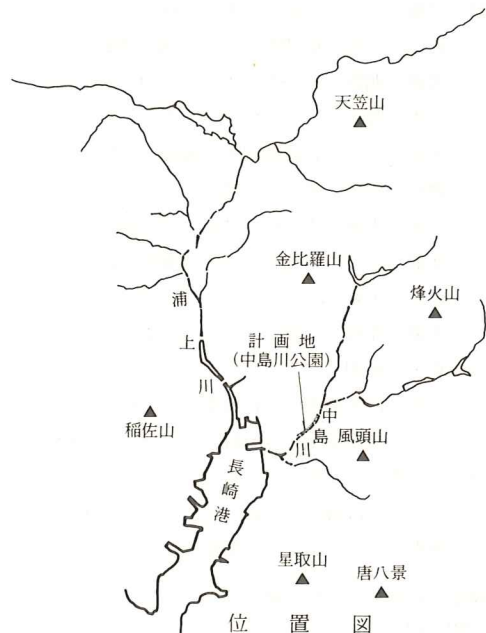 天笠山
金比羅山
烽火山
浦上川
計画地
(中島川公園)
稲佐山
中島川
風頭山
長崎港
星取山
唐八景
位置図